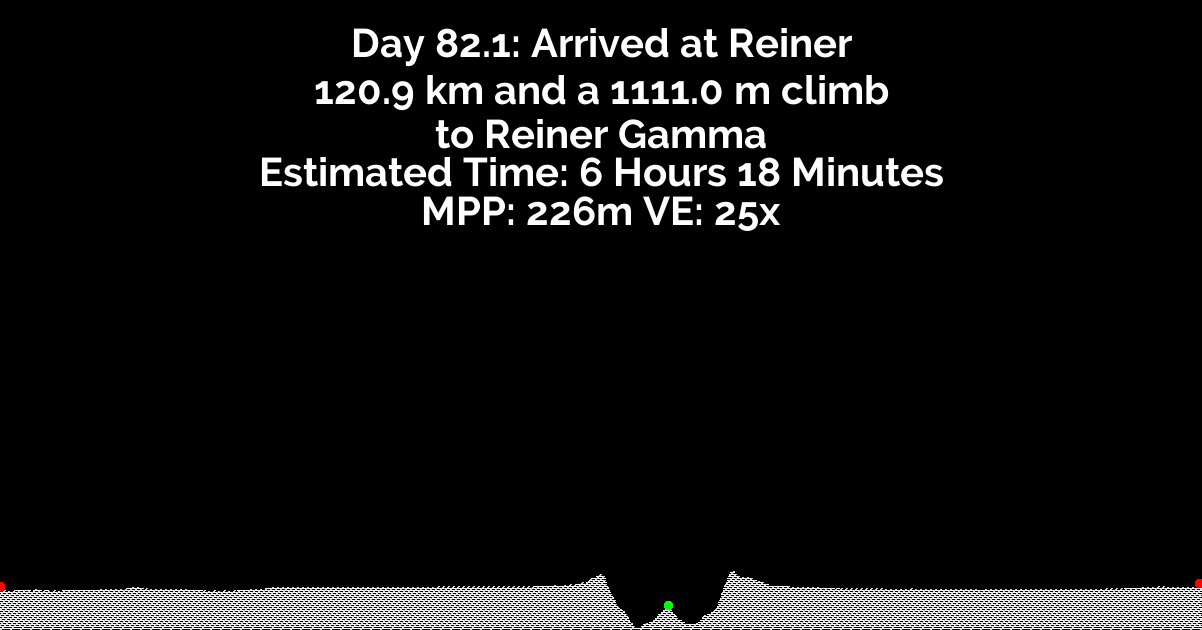 Day 82.1: Arrived at Reiner
120.9 km and a 1111.0 m climb
to Reiner Gamma
Estimated Time: 6 Hours 18 Minutes
MPP: 226m VE: 25x